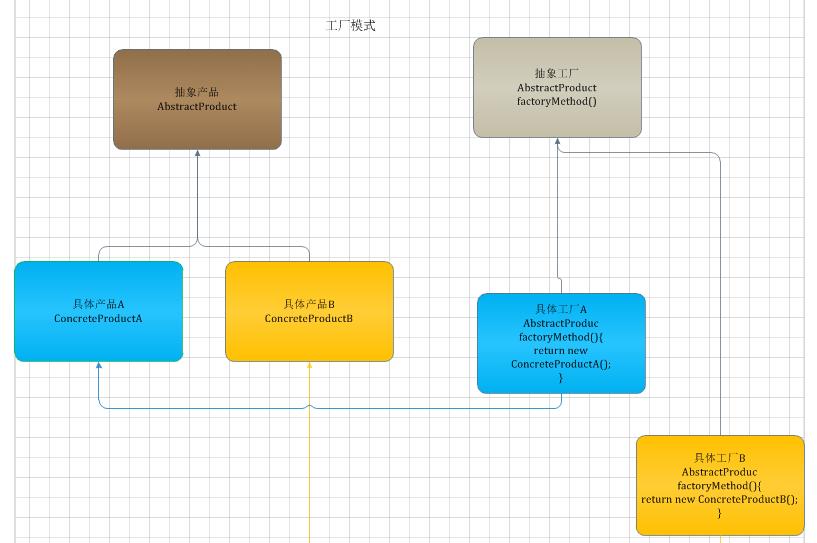 工厂模式
抽象产品
AbstractProduct
抽象工厂
AbstractProduct
factoryMethod()
具体产品A
ConcreteProductA
具体产品B
ConcreteProductB
具体工厂A
AbstractProduc
factoryMethod(){
return new
ConcreteProductA();
}
具体工厂B
AbstractProduc
factoryMethod(){
return new ConcreteProductB();
}